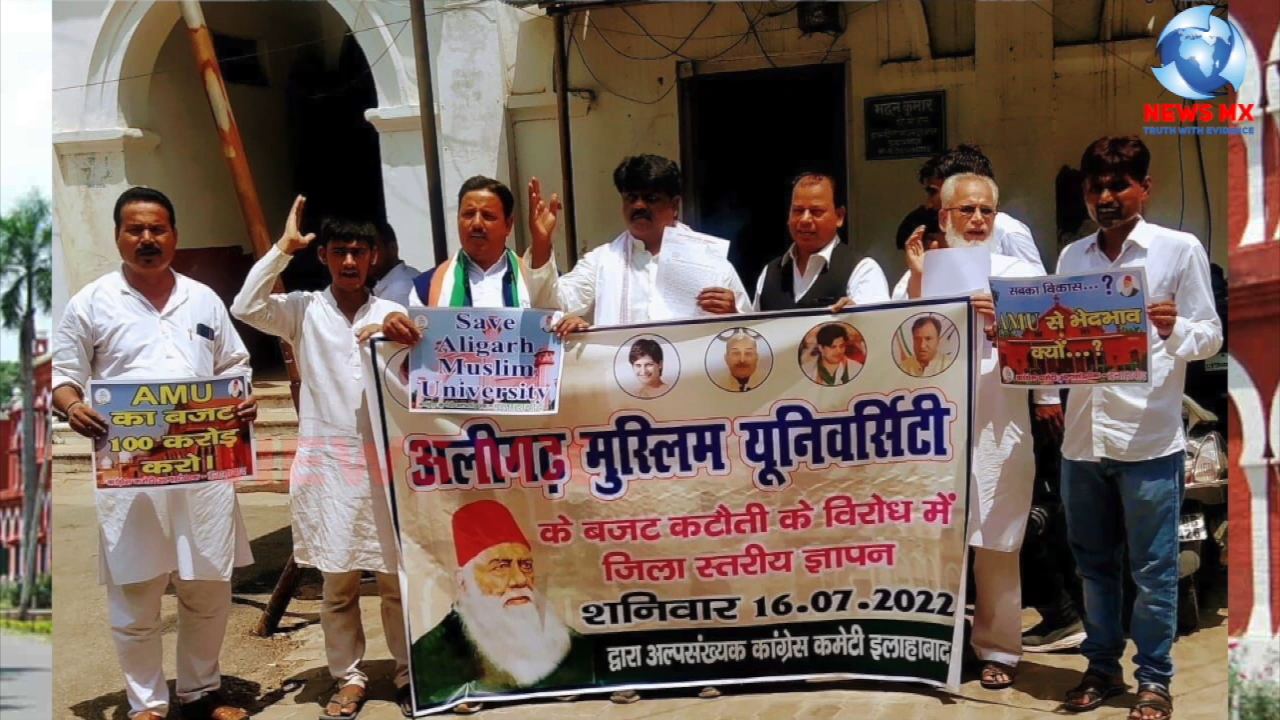 NEWS MX
TRUTH WITH EVIDENCE
मदन कुमार
सबका विकास...?
AMU से भेदभाव
क्यों...?
Save
Aligarh
Muslim
University
AMU
का बजट
100 करोड़
करो।
अलीगढ़ मुस्लिम यूनिवर्सिटी
के बजट कटौती के विरोध में
जिला स्तरीय ज्ञापन
शनिवार 16.07.2022
द्वारा अल्पसंख्यक कांग्रेस कमेटी इलाहाबाद